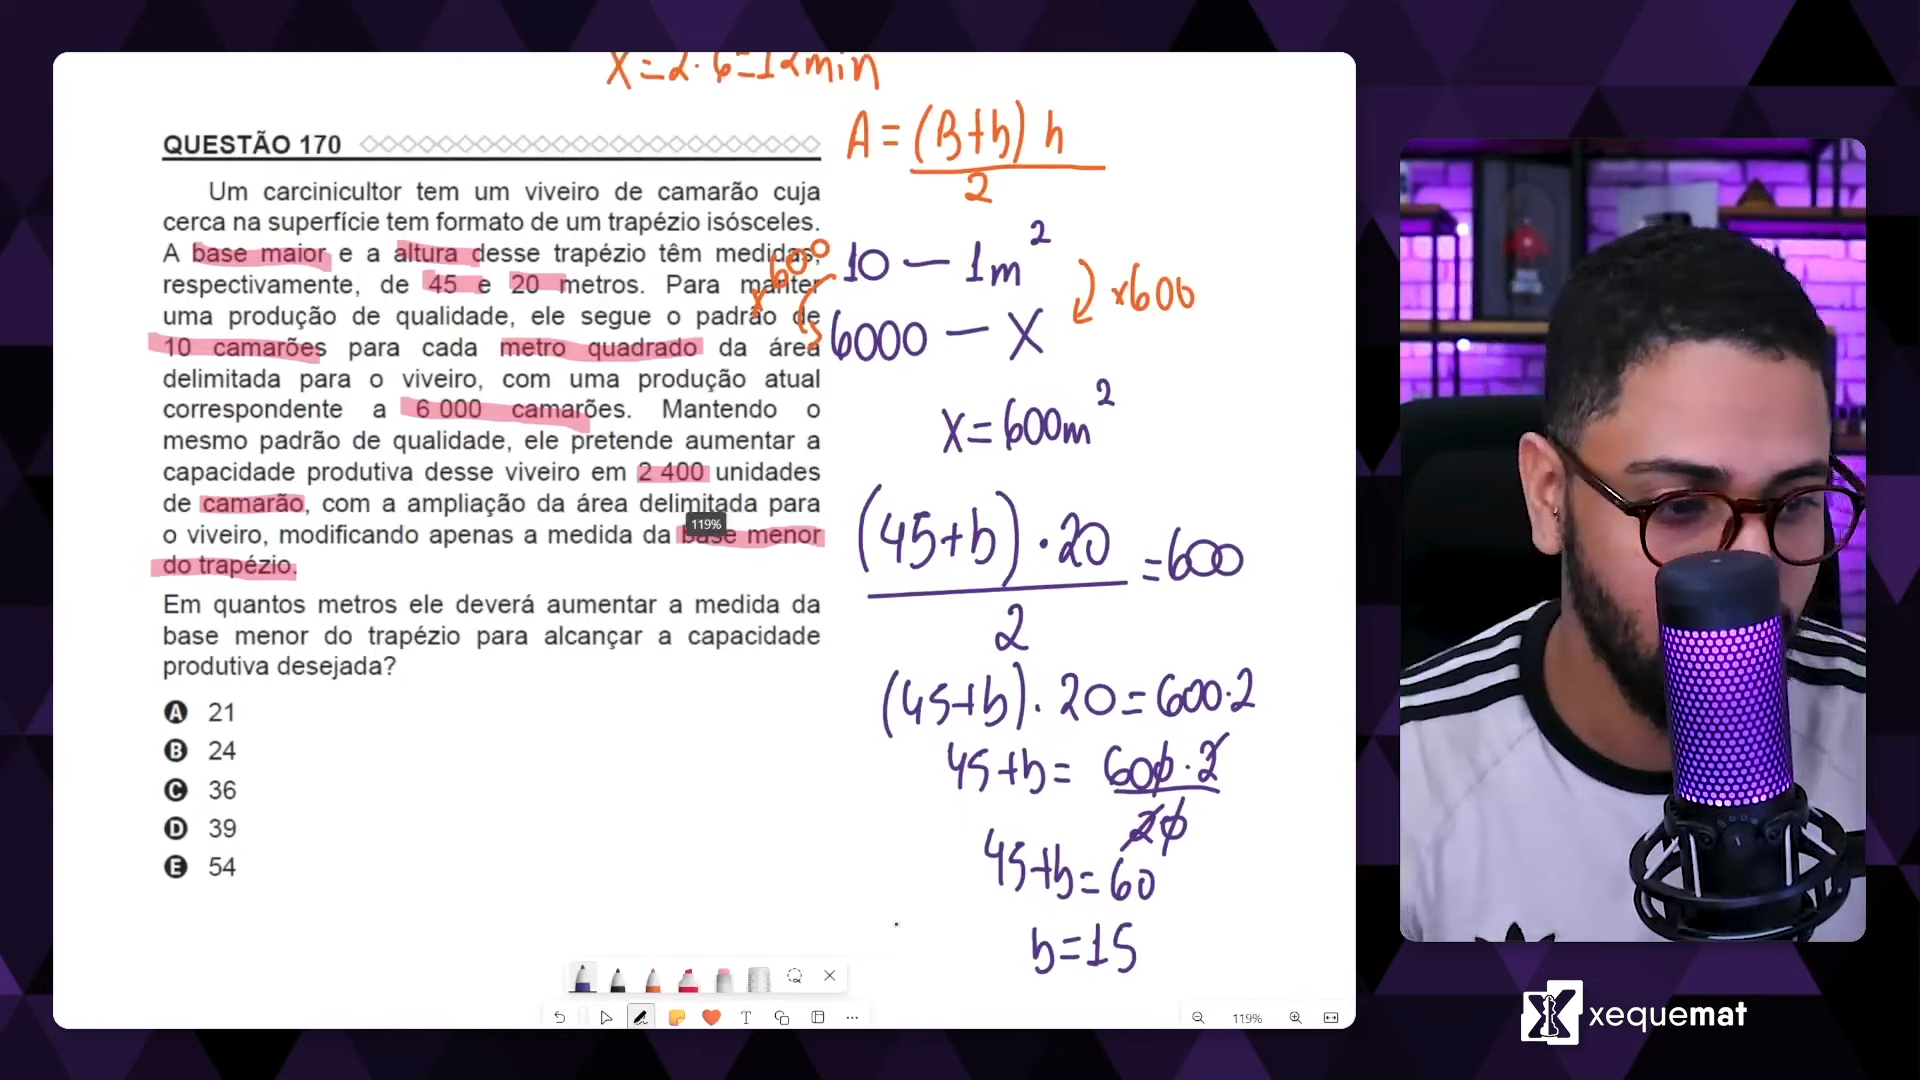 X=2·6=12min
QUESTÃO 170
Um carcinicultor tem um viveiro de camarão cuja
cerca na superfície tem formato de um trapézio isósceles.
A base maior e a altura desse trapézio têm medidas,
respectivamente, de 45 e 20 metros. Para manter
uma produção de qualidade, ele segue o padrão de
10 camarões para cada metro quadrado da área
delimitada para o viveiro, com uma produção atual
correspondente a 6 000 camarões. Mantendo o
mesmo padrão de qualidade, ele pretende aumentar a
capacidade produtiva desse viveiro em 2 400 unidades
de camarão, com a ampliação da área delimitada para
o viveiro, modificando apenas a medida da base menor
do trapézio.
119%
Em quantos metros ele deverá aumentar a medida da
base menor do trapézio para alcançar a capacidade
produtiva desejada?
A 21
B 24
C 36
D 39
E 54
A=(B+b)h
2
x600
10 — 1m²
6000 — X
x600
X=600m²
(45+b)·20
=600
2
(45+b)·20=600·2
45+b= 600·2
20
45+b=60
b=15
T
119%
xequemat